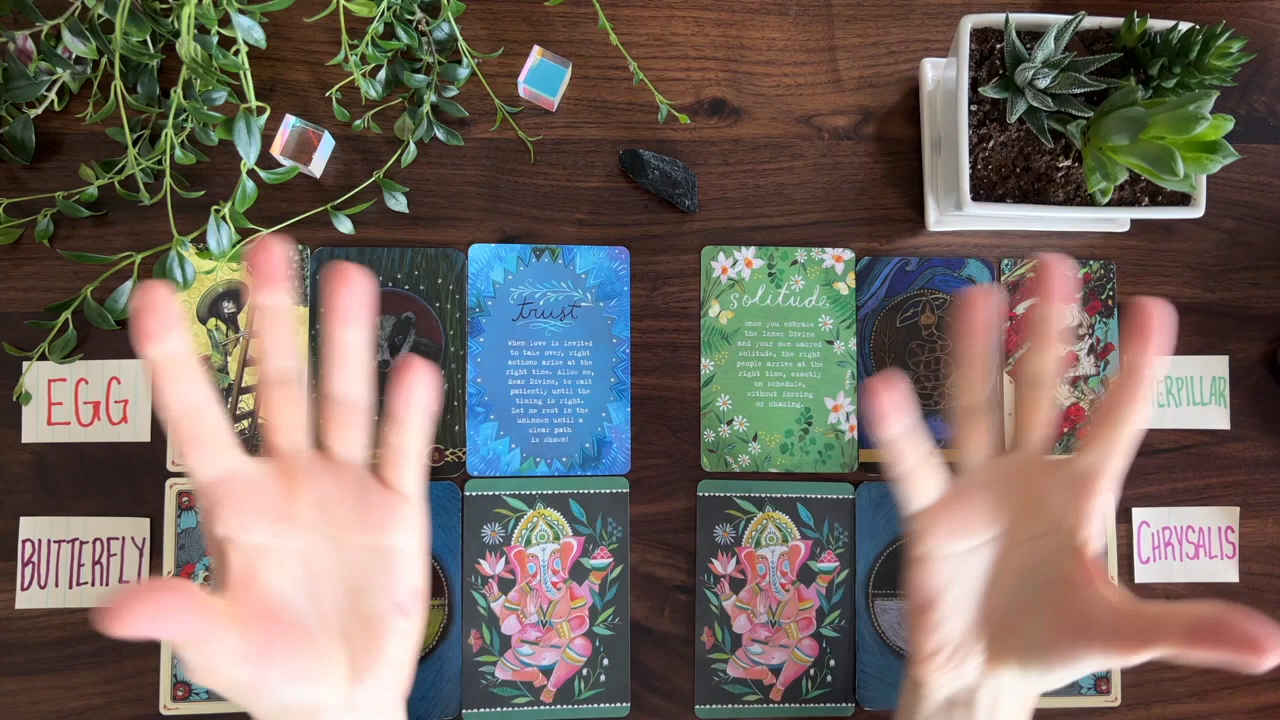 EGG
trust
When love is invited
to take over, right
actions arise at the
right time. Allow me,
dear Divine, to wait
patiently until the
timing is right.
Let me rest in the
unknown until a
clear path
is shown!
solitude
Once you embrace
the Inner Divine
and your own sacred
solitude, the right
people arrive at the
right time, exactly
on schedule,
without forcing
or chasing.
TERPILLAR
BUTTERFLY
CHRYSALIS
3